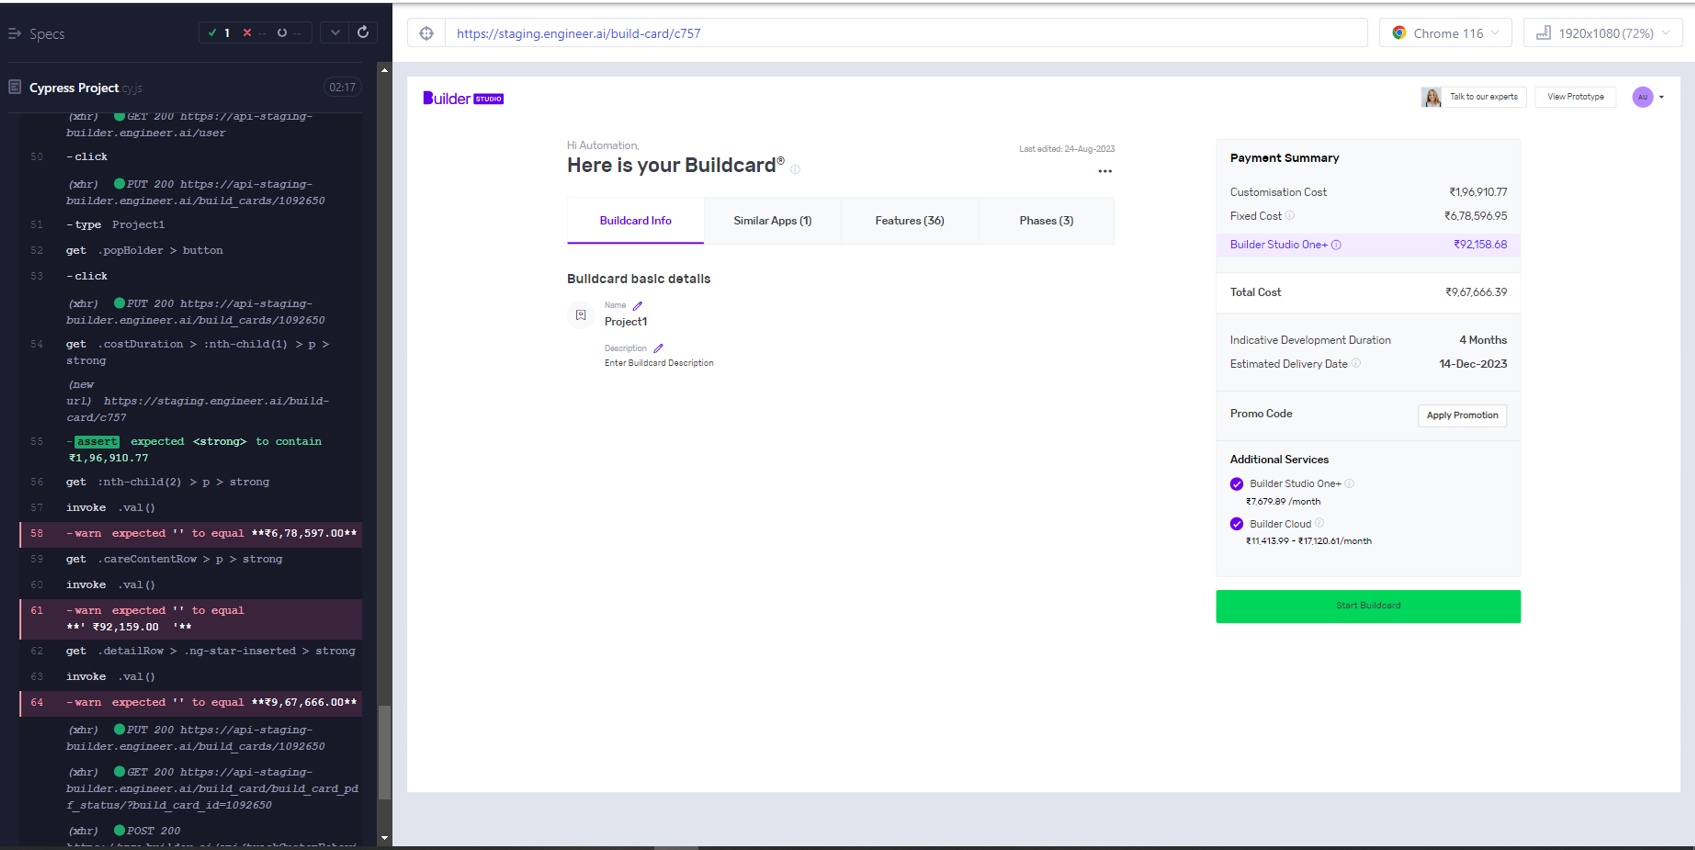 Specs
1 -- --
Cypress Project.cy.js
02:17
(xhr) GET 200 https://api-staging-
builder.engineer.ai/user
50 -click
(xhr) PUT 200 https://api-staging-
builder.engineer.ai/build_cards/1092650
51 -type Project1
52 get .popHolder > button
53 -click
(xhr) PUT 200 https://api-staging-
builder.engineer.ai/build_cards/1092650
54 get .costDuration > :nth-child(1) > p >
strong
(new
url) https://staging.engineer.ai/build-
card/c757
55 -assert expected <strong> to contain
₹1,96,910.77
56 get :nth-child(2) > p > strong
57 invoke .val()
58 -warn expected '' to equal **₹6,78,597.00**
59 get .careContentRow > p > strong
60 invoke .val()
61 -warn expected '' to equal
**' ₹92,159.00 '**
62 get .detailRow > .ng-star-inserted > strong
63 invoke .val()
64 -warn expected '' to equal **₹9,67,666.00**
(xhr) PUT 200 https://api-staging-
builder.engineer.ai/build_cards/1092650
(xhr) GET 200 https://api-staging-
builder.engineer.ai/build_card/build_card_pd
f_status/?build_card_id=1092650
(xhr) POST 200
https://staging.engineer.ai/build-card/c757
Chrome 116
1920x1080 (72%)
Builder STUDIO
Talk to our experts
View Prototype
AU
Hi Automation,
Here is your Buildcard®
Last edited: 24-Aug-2023
Buildcard Info
Similar Apps (1)
Features (36)
Phases (3)
Buildcard basic details
Name
Project1
Description
Enter Buildcard Description
Payment Summary
Customisation Cost ₹1,96,910.77
Fixed Cost ₹6,78,596.95
Builder Studio One+ ₹92,158.68
Total Cost ₹9,67,666.39
Indicative Development Duration 4 Months
Estimated Delivery Date 14-Dec-2023
Promo Code Apply Promotion
Additional Services
Builder Studio One+
₹7,679.89 /month
Builder Cloud
₹11,413.99 - ₹17,120.61/month
Start Buildcard